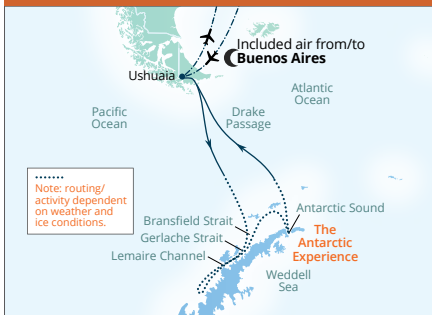 Included air from/to
Buenos Aires
Ushuaia
Atlantic
Ocean
Pacific
Ocean
Drake
Passage
Note: routing/
activity dependent
on weather and
ice conditions.
Antarctic Sound
Bransfield Strait
Gerlache Strait
Lemaire Channel
The
Antarctic
Experience
Weddell
Sea